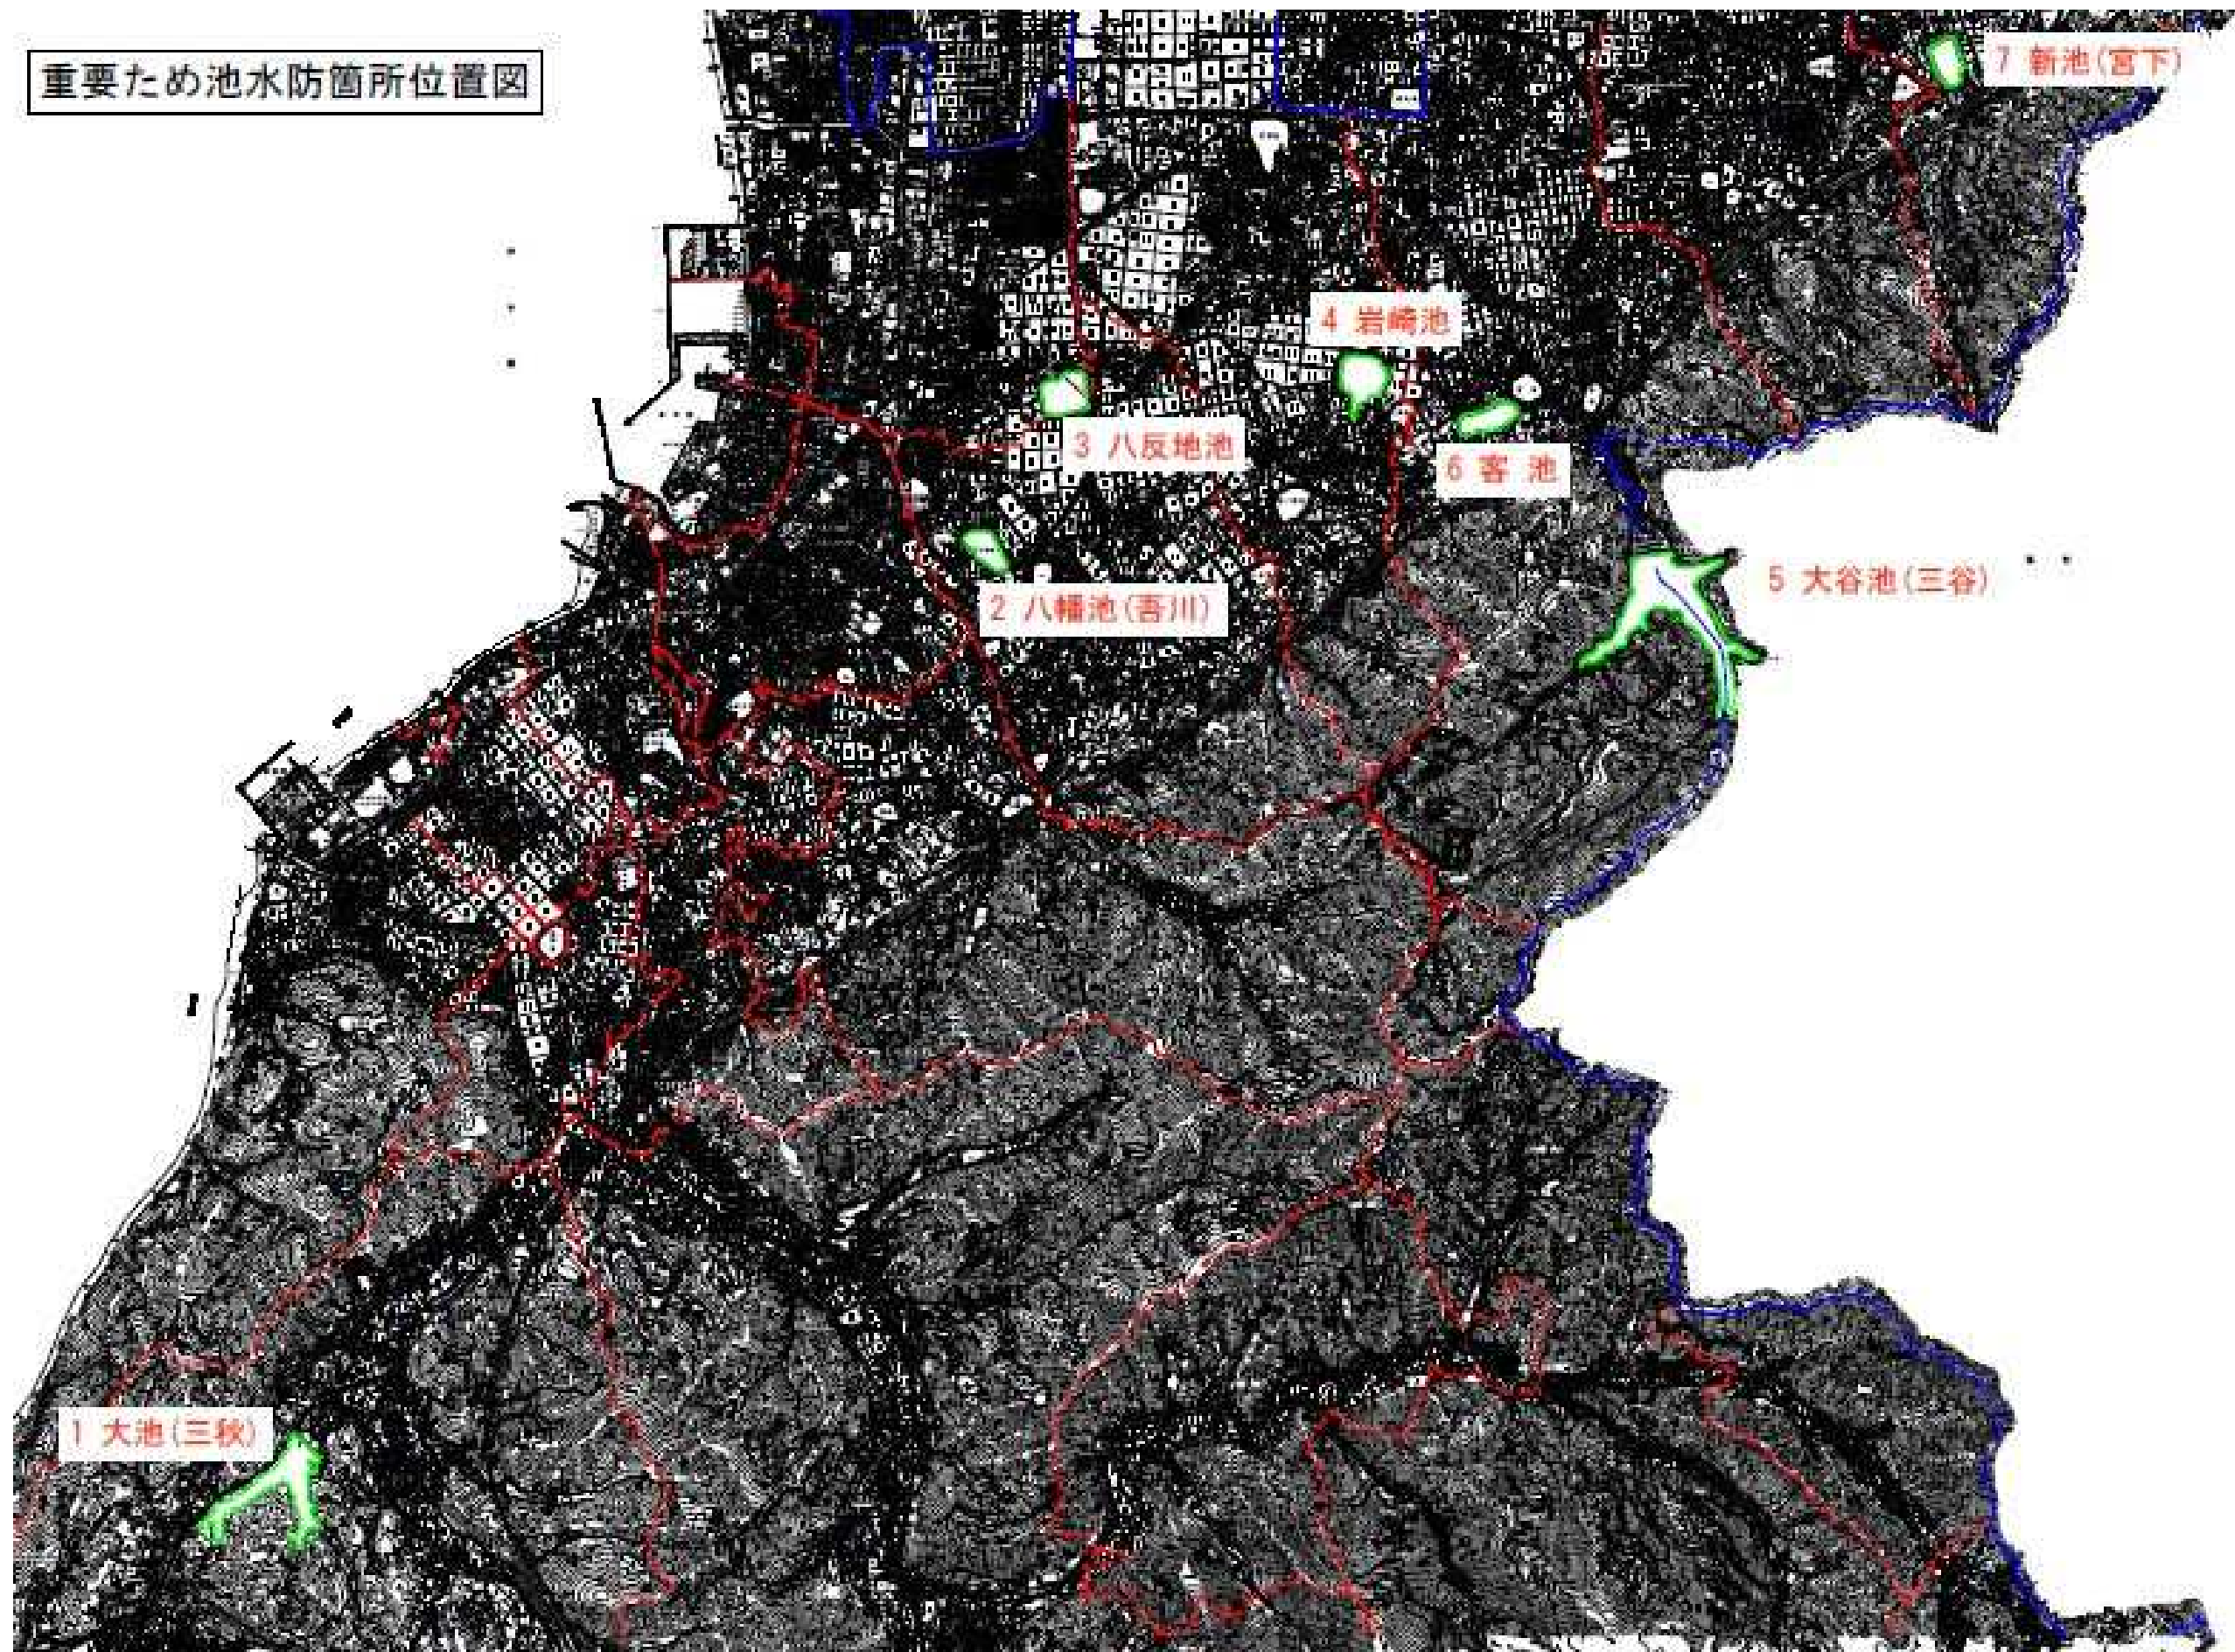 重要ため池水防箇所位置図
7 新池(宮下)
4 岩崎池
3 八反地池
6 客 池
5 大谷池(三谷)
2 八幡池(吾川)
1 大池(三秋)